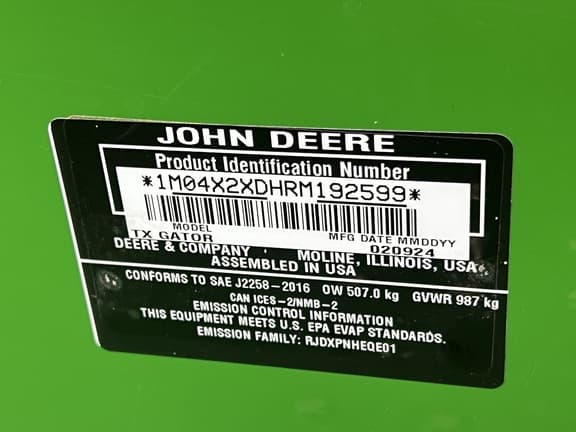 JOHN DEERE
Product Identification Number
*1M04X2XDHRM192599*
MODEL MFG DATE MMDDYY
TX GATOR 020924
DEERE & COMPANY MOLINE, ILLINOIS, USA
ASSEMBLED IN USA
CONFORMS TO SAE J2258-2016 OW 507.0 kg GVWR 987 kg
CAN ICES-2/NMB-2
EMISSION CONTROL INFORMATION
THIS EQUIPMENT MEETS U.S. EPA EVAP STANDARDS.
EMISSION FAMILY: RJDXPNHEQE01